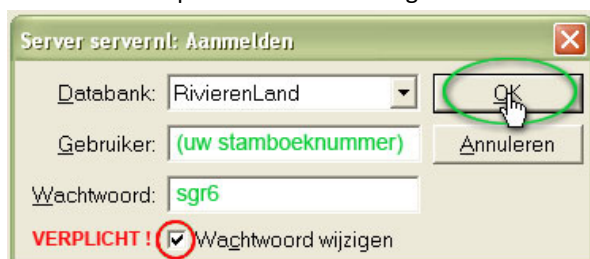 Server servernl: Aanmelden
Databank: RivierenLand OK
Gebruiker: (uw stamboeknummer) Annuleren
Wachtwoord: sgr6
VERPLICHT ! Wachtwoord wijzigen